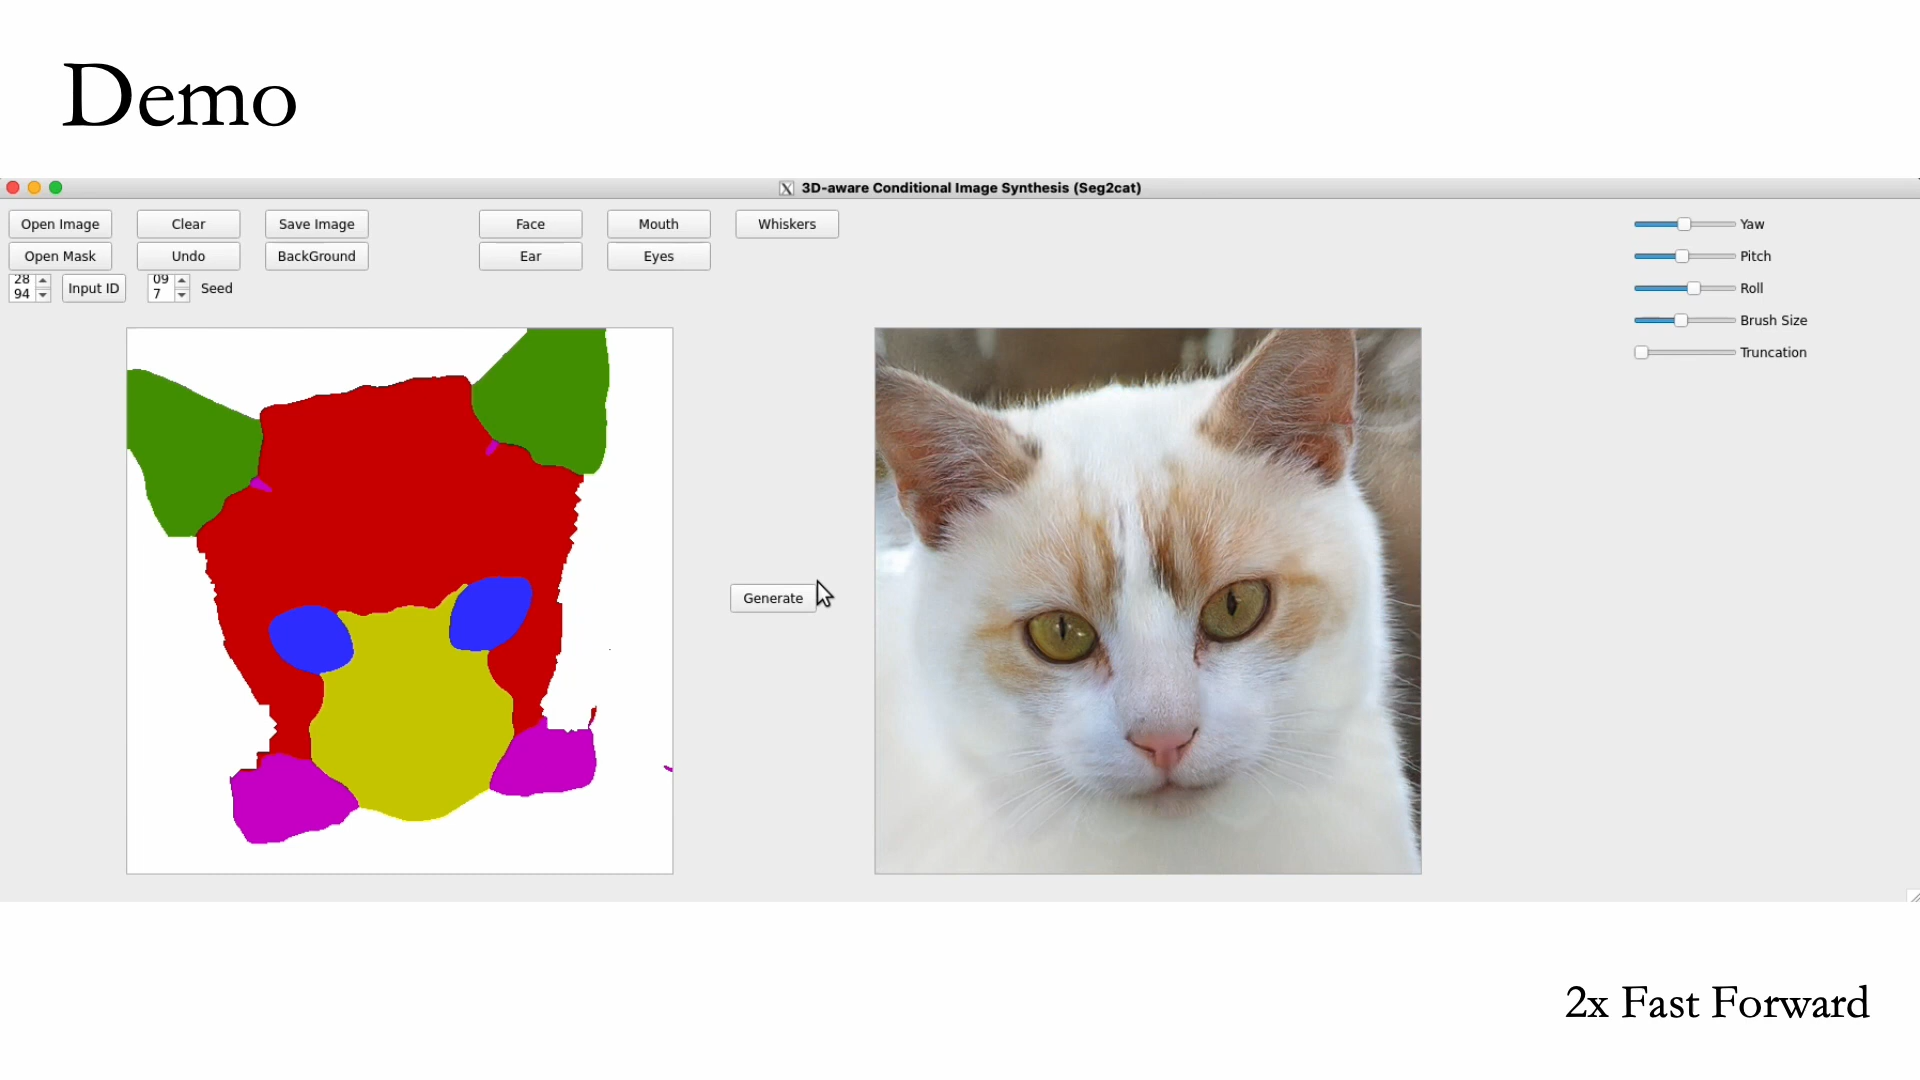 Demo
3D-aware Conditional Image Synthesis (Seg2cat)
Open Image Clear Save Image Face Mouth Whiskers Yaw
Open Mask Undo BackGround Ear Eyes Pitch
28
94 Input ID 09
7 Seed Roll
Brush Size
Truncation
Generate
2x Fast Forward